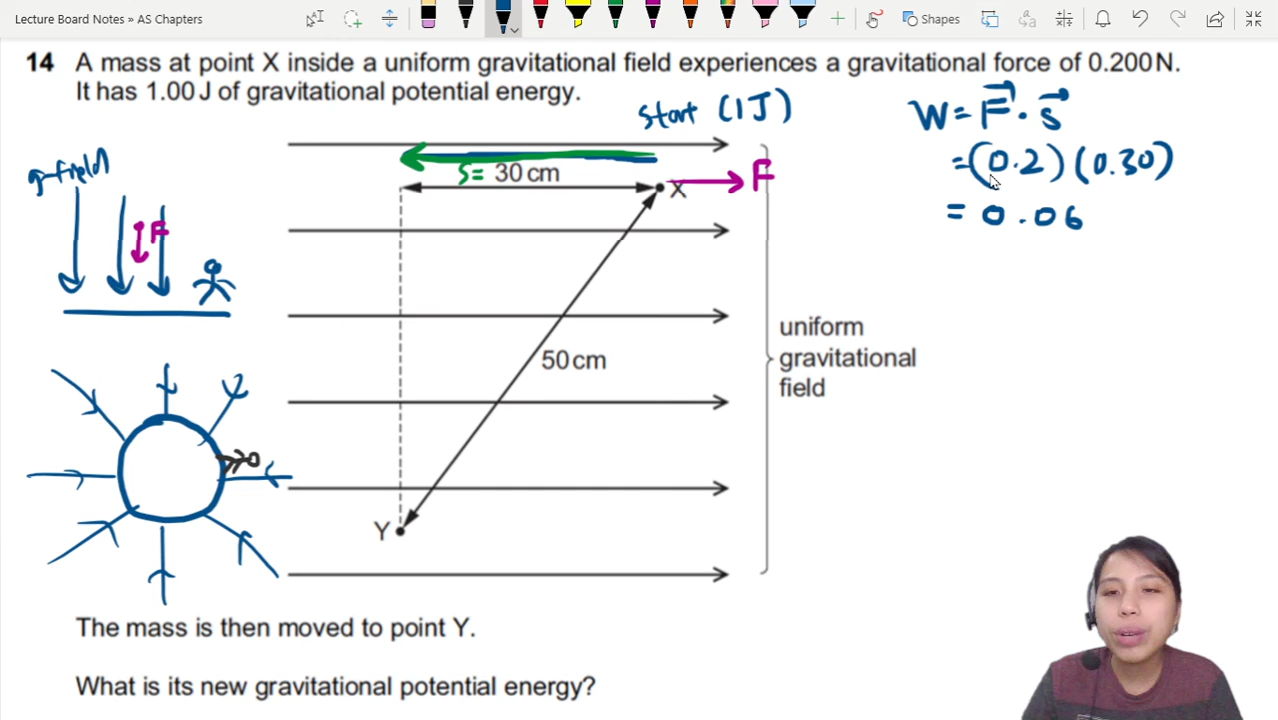 Lecture Board Notes » AS Chapters
Shapes
14 A mass at point X inside a uniform gravitational field experiences a gravitational force of 0.200 N.
It has 1.00 J of gravitational potential energy.
start (1J)
W = F · s
= (0.2) (0.30)
= 0.06
g-field
F
s= 30 cm
X
F
50 cm
uniform
gravitational
field
Y
The mass is then moved to point Y.
What is its new gravitational potential energy?